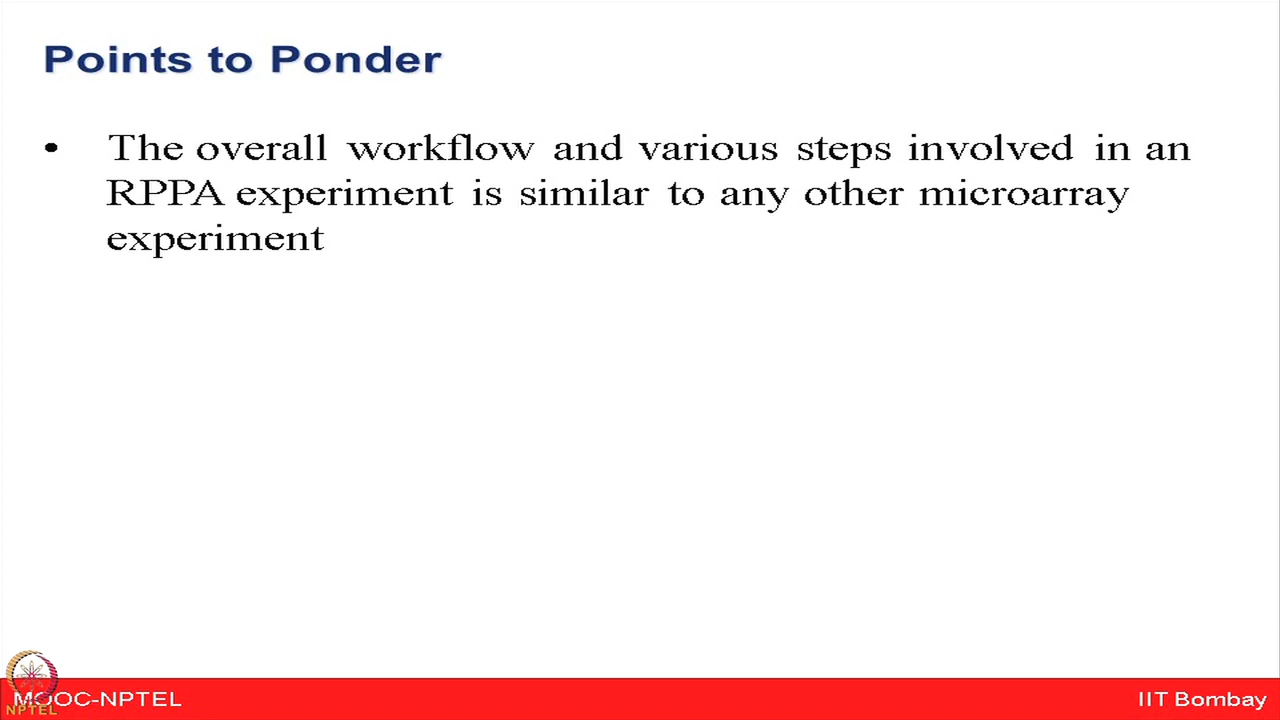 Points to Ponder
• The overall workflow and various steps involved in an
RPPA experiment is similar to any other microarray
experiment
MOOC-NPTEL
NPTEL
IIT Bombay